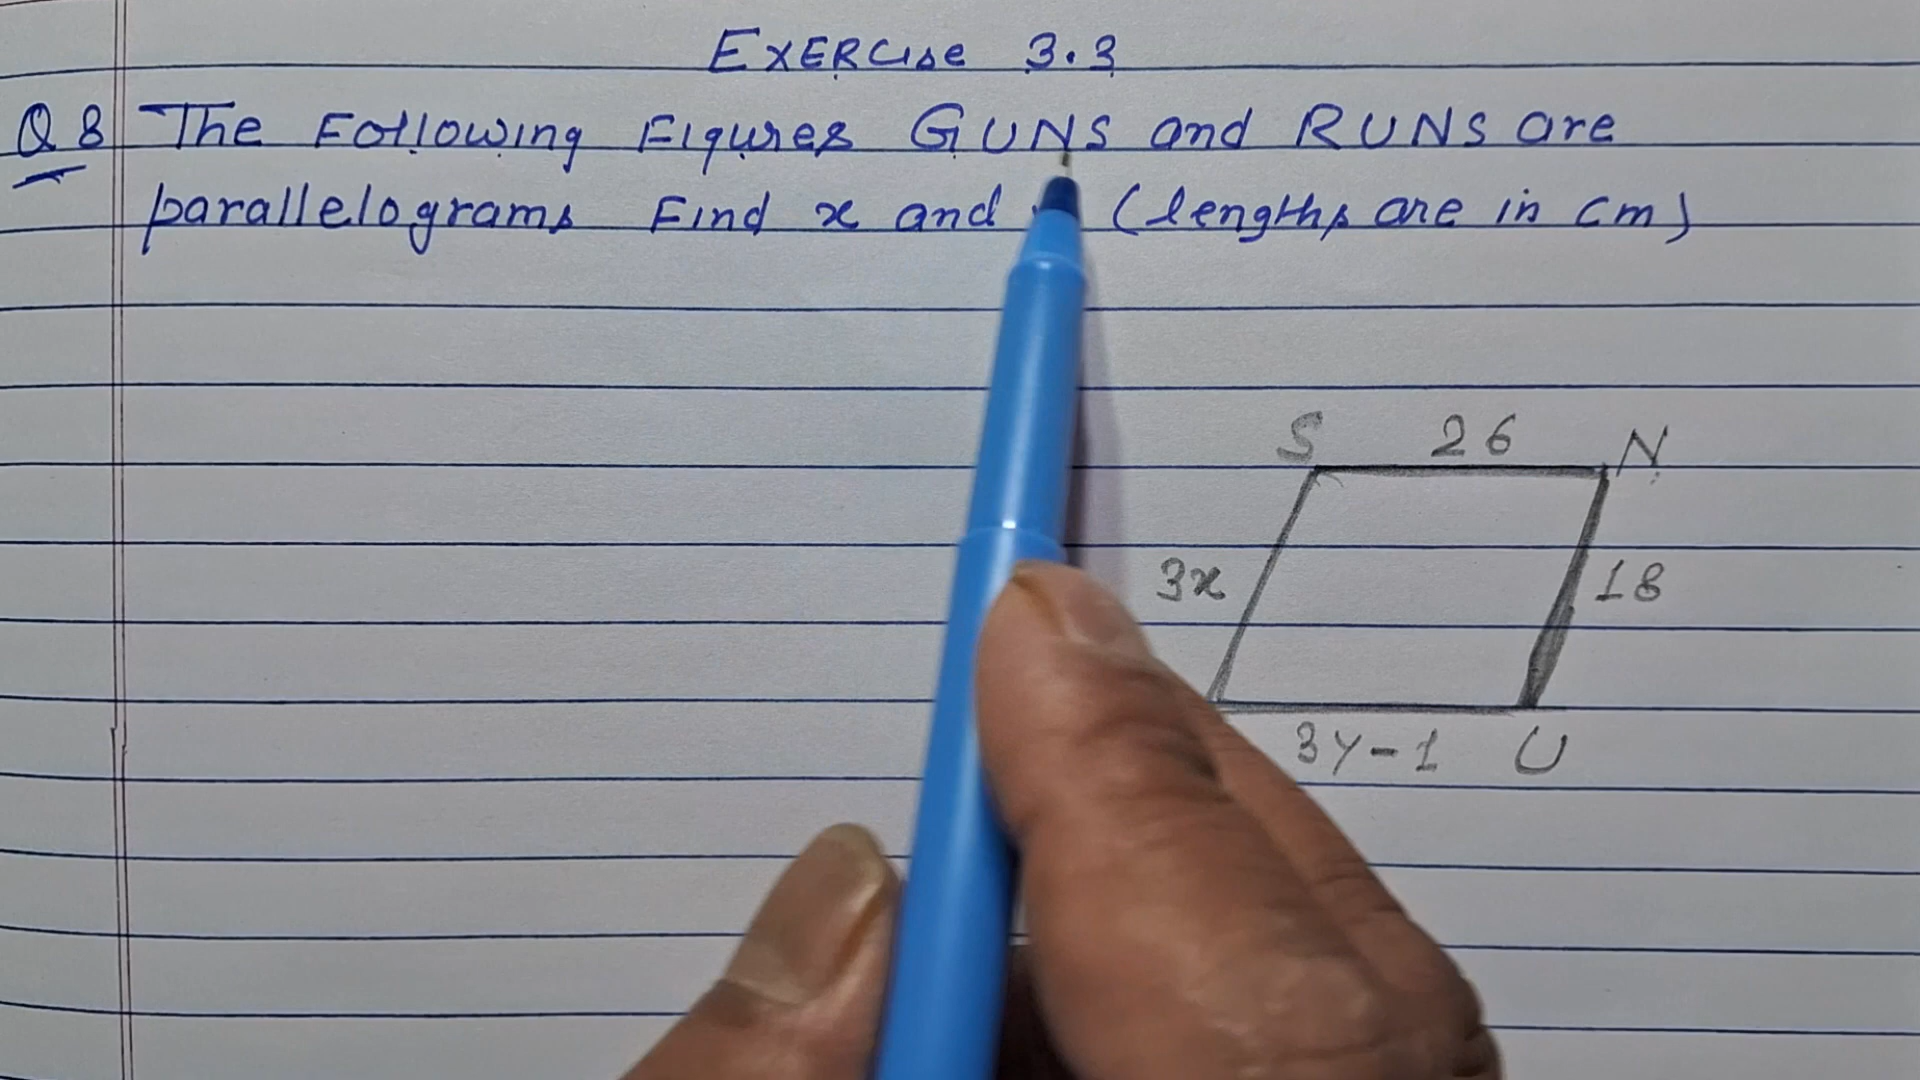 EXERCise 3.3
Q 8 The Following Figures GUNS and RUNS are
parallelograms Find x and (lengths are in cm)
S 26 N
3x 18
3y-1 U